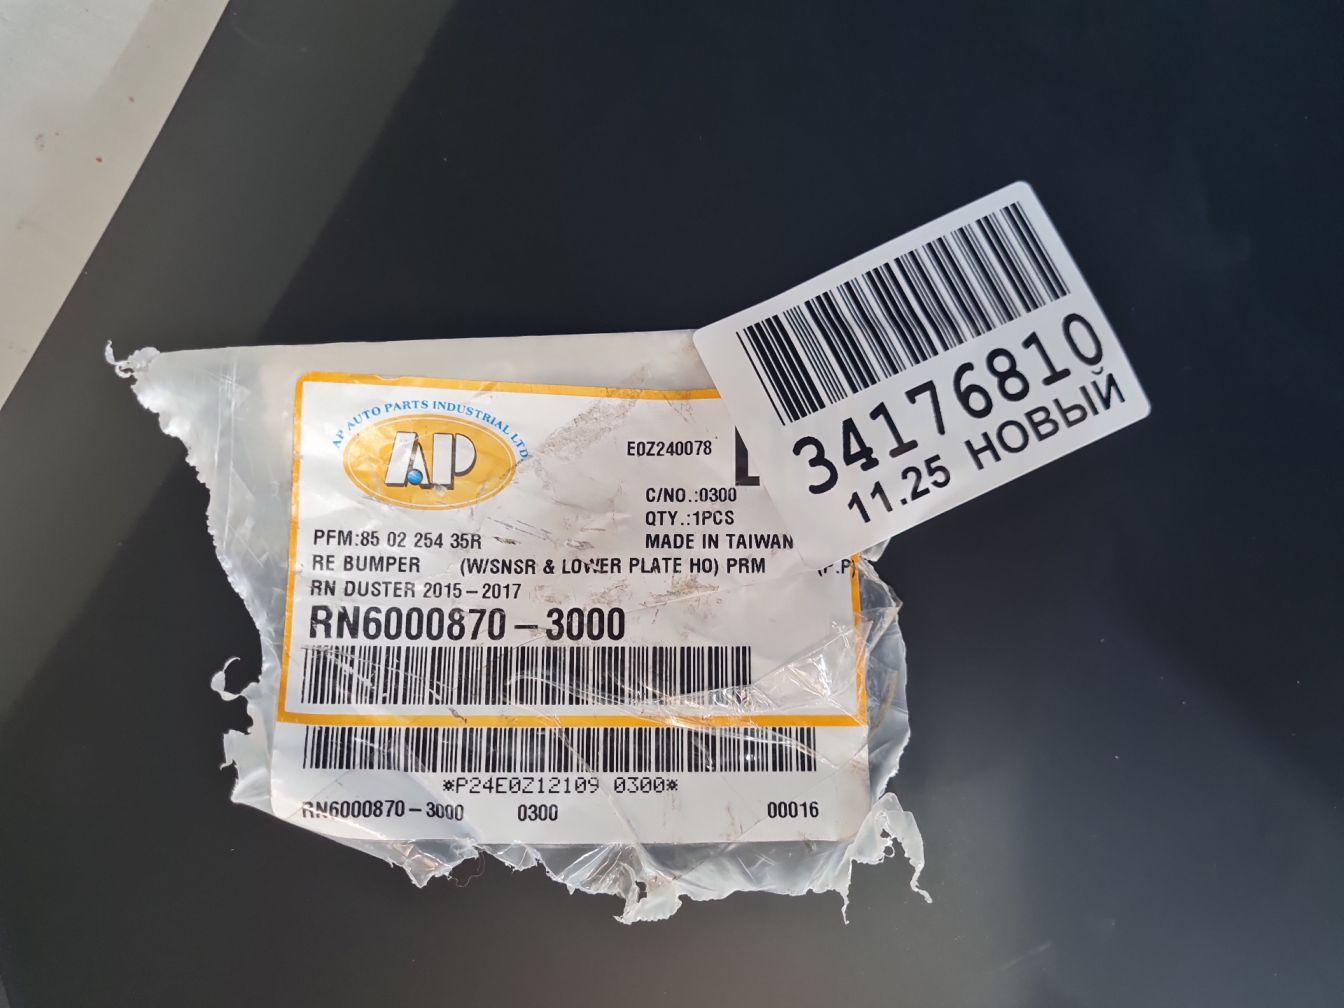 AP AUTO PARTS INDUSTRIAL LTD
AP
E0Z240078
C/NO.:0300
QTY.:1PCS
PFM:85 02 254 35R
MADE IN TAIWAN
RE BUMPER (W/SNSR & LOWER PLATE HO) PRM (P.P)
RN DUSTER 2015-2017
RN6000870-3000
*P24E0Z12109 0300*
RN6000870-3000 0300 00016
34176810
11.25 НОВЫЙ